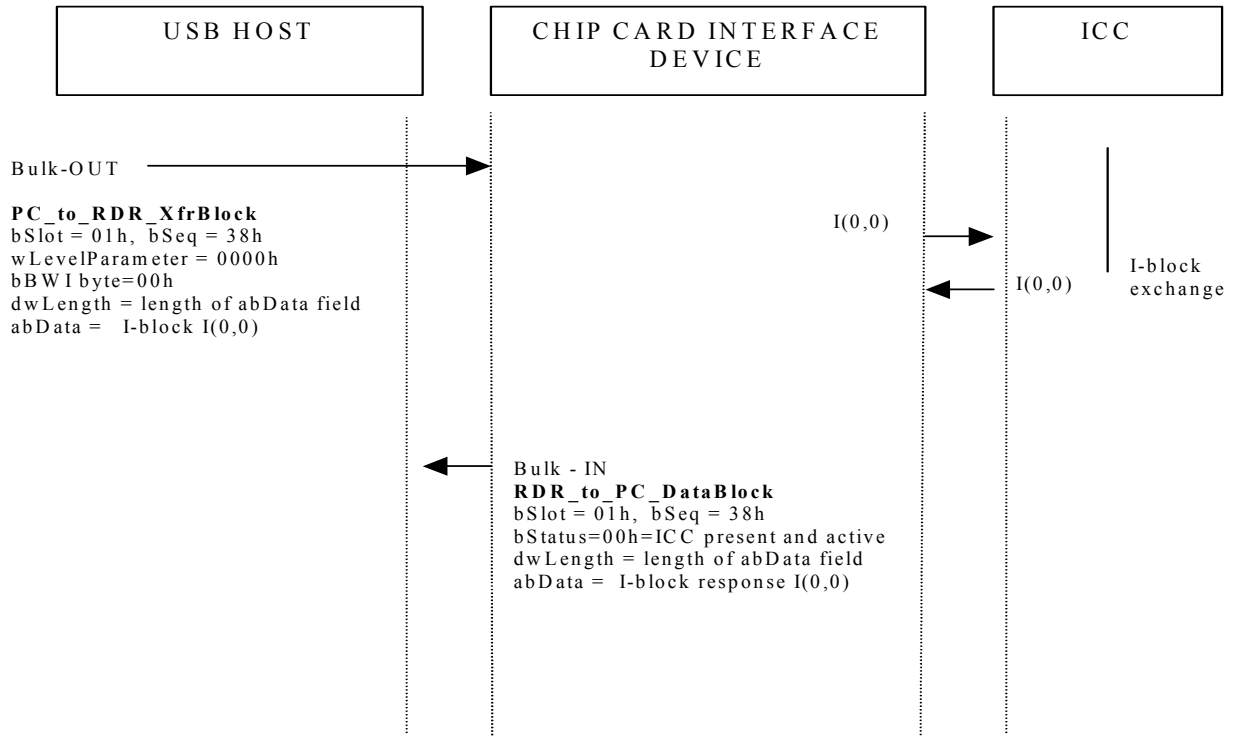 USB HOST
CHIP CARD INTERFACE
DEVICE
ICC
Bulk-OUT
PC_to_RDR_XfrBlock
bSlot = 01h, bSeq = 38h
wLevelParameter = 0000h
bBWI byte=00h
dwLength = length of abData field
abData = I-block I(0,0)
I(0,0)
I(0,0)
I-block
exchange
Bulk - IN
RDR_to_PC_DataBlock
bSlot = 01h, bSeq = 38h
bStatus=00h=ICC present and active
dwLength = length of abData field
abData = I-block response I(0,0)